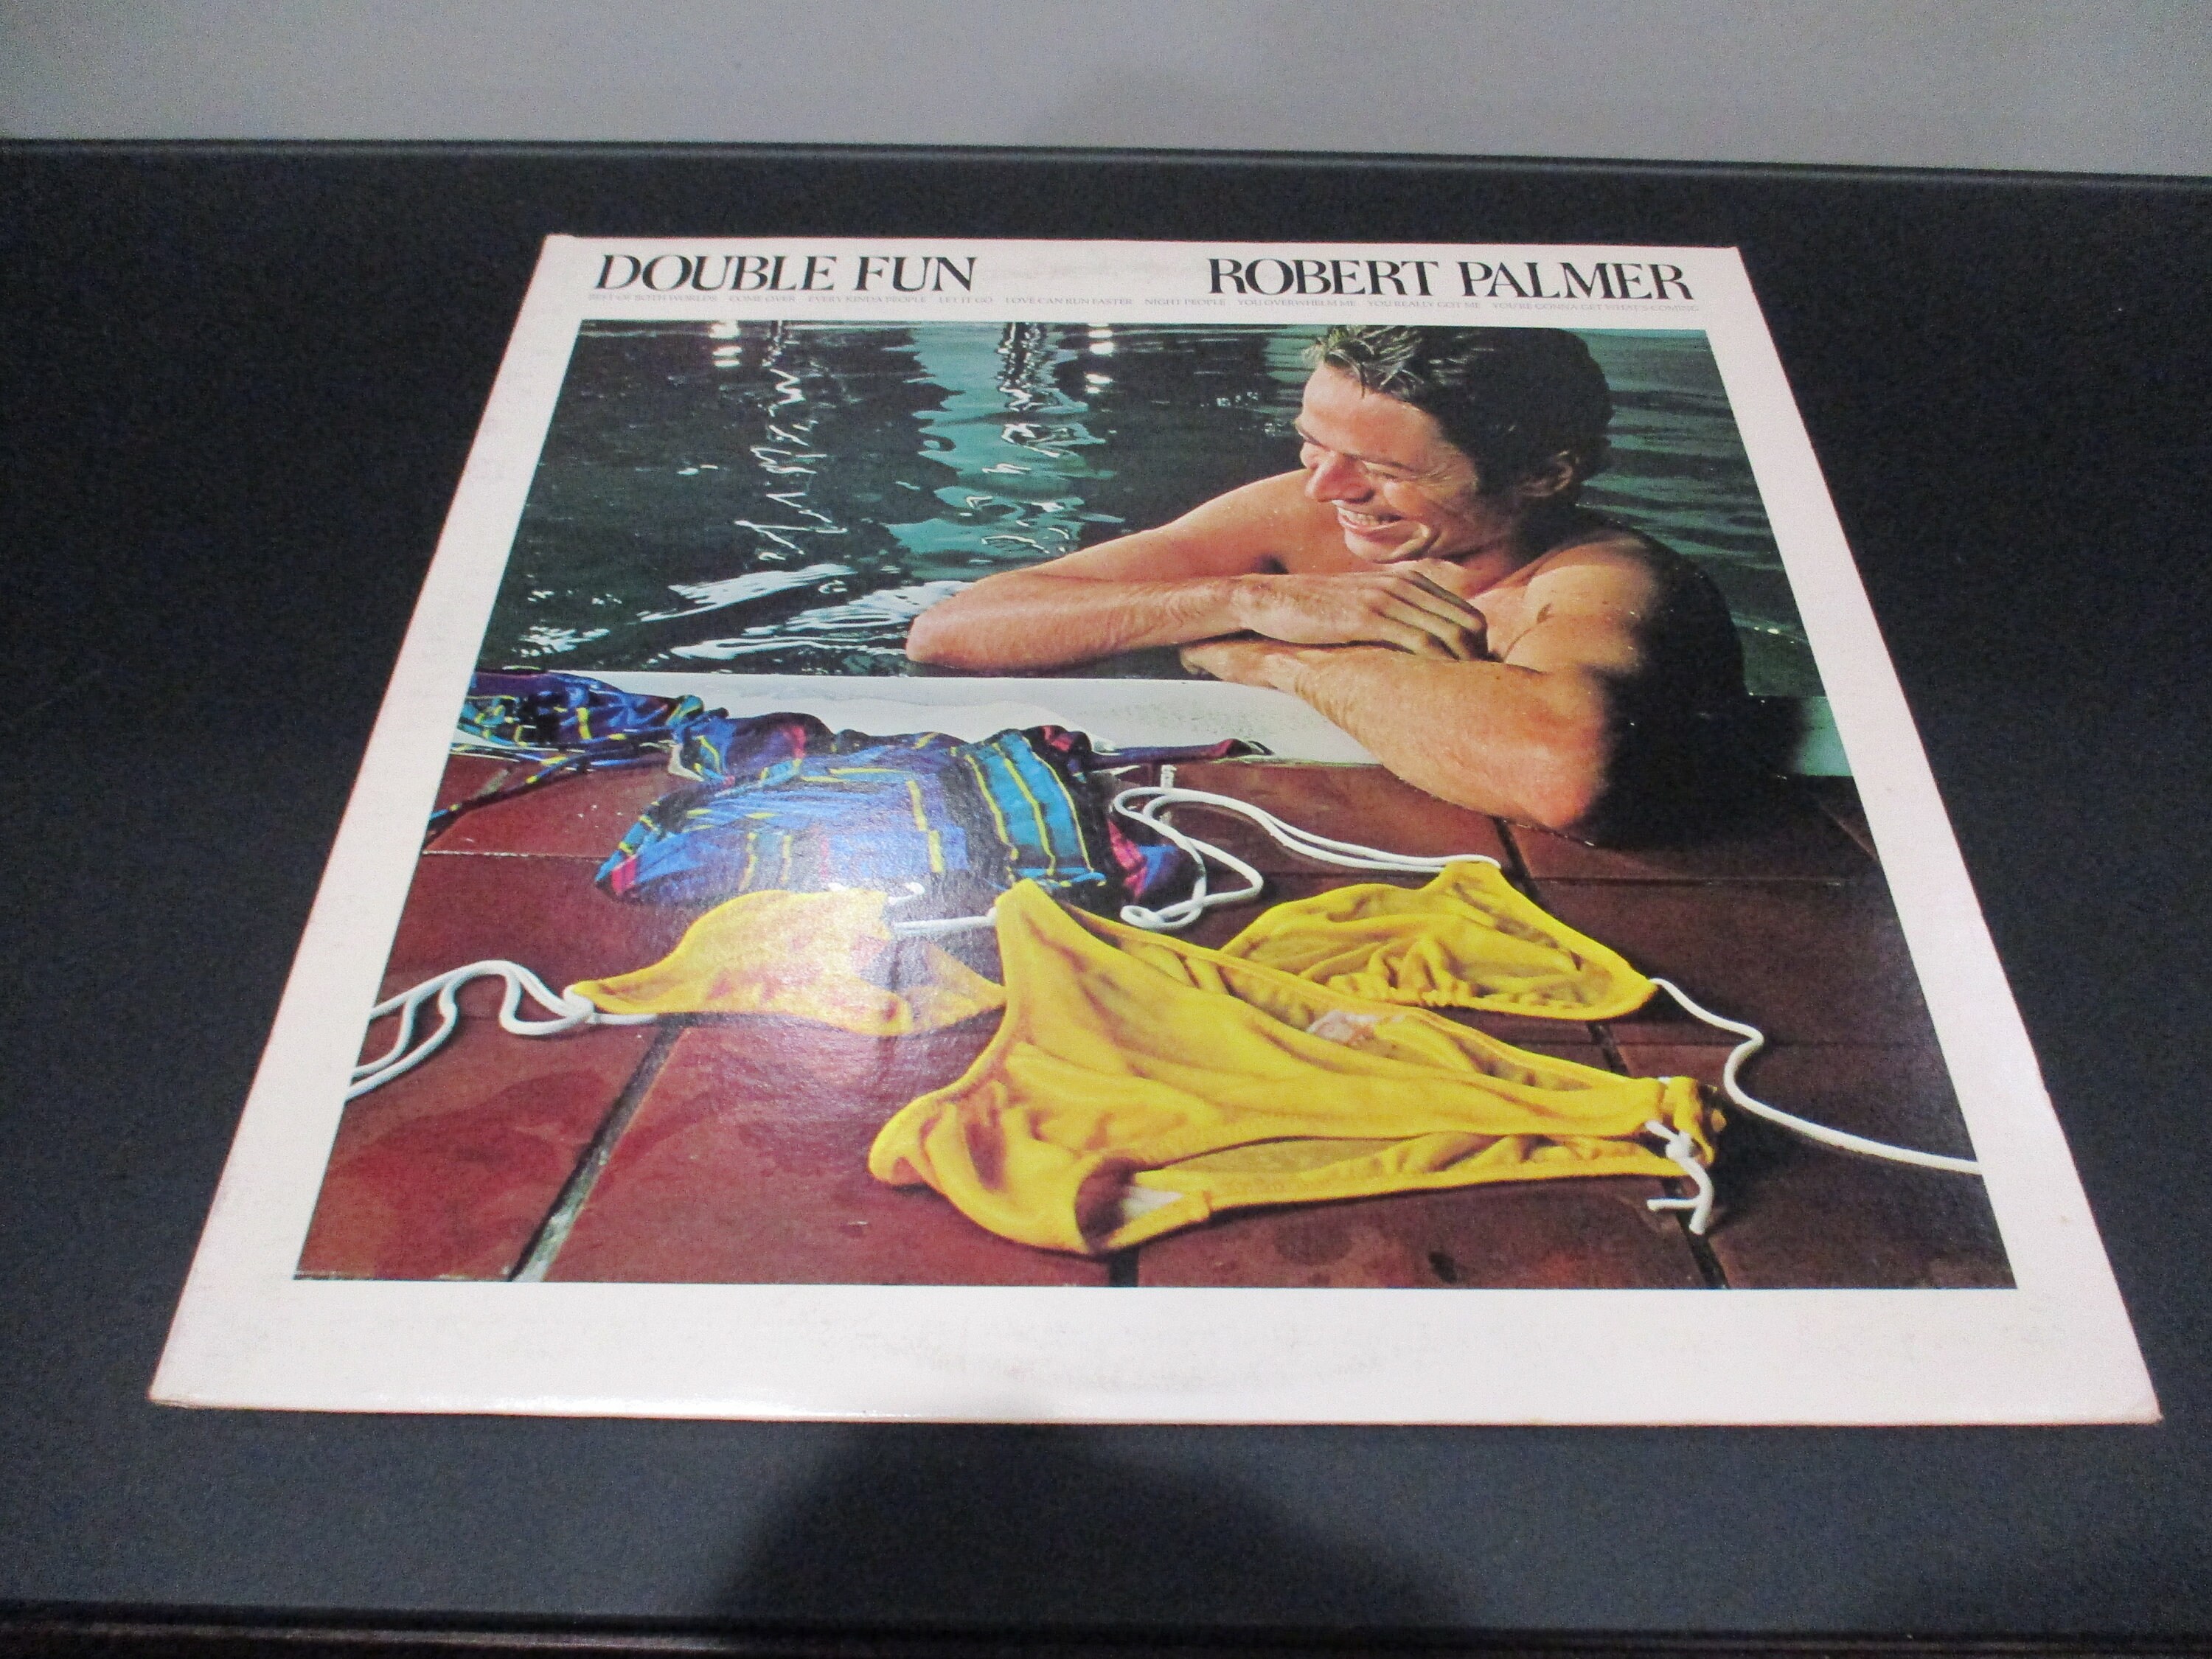 DOUBLE FUN ROBERT PALMER
BEST OF BOTH WORLDS COME OVER EVERY KINDA PEOPLE LET IT GO LOVE CAN RUN FASTER NIGHT PEOPLE YOU OVERWHELM ME YOU REALLY GOT ME YOU'RE GONNA GET WHAT'S COMING